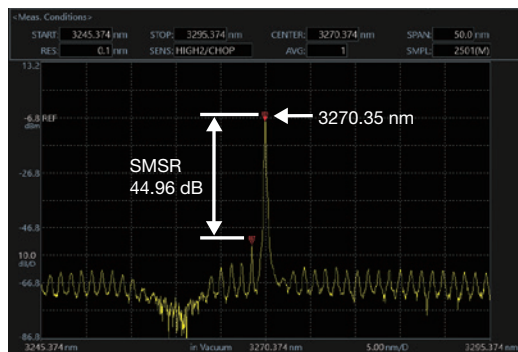 <Meas. Conditions>
START: 3245.374 nm STOP: 3295.374 nm CENTER: 3270.374 nm SPAN: 50.0 nm
RES: 0.1 nm SENS: HIGH2/CHOP AVG: 1 SMPL: 2501(M)
13.2
-6.8 REF
dBm
3270.35 nm
SMSR
44.96 dB
-26.8
-46.8
10.0
dB/D
-66.8
-86.8
3245.374 nm in Vacuum 3270.374 nm 5.00 nm/D 3295.374 nm